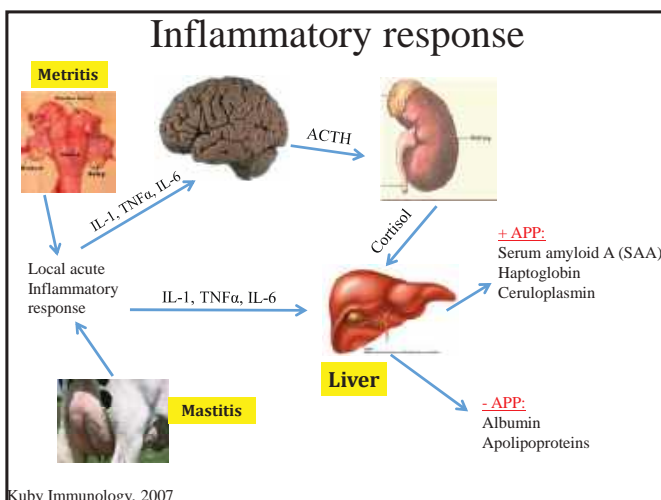 Inflammatory response
Metritis
ACTH
IL-1, TNFα, IL-6
Cortisol
+ APP:
Serum amyloid A (SAA)
Haptoglobin
Ceruloplasmin
Local acute
Inflammatory
response
IL-1, TNFα, IL-6
Liver
Mastitis
- APP:
Albumin
Apolipoproteins
Kuby Immunology, 2007